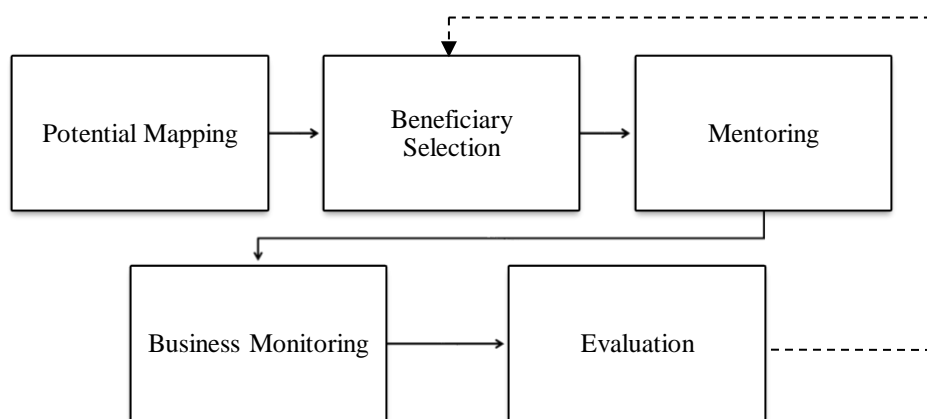 Potential Mapping
Beneficiary
Selection
Mentoring
Business Monitoring
Evaluation